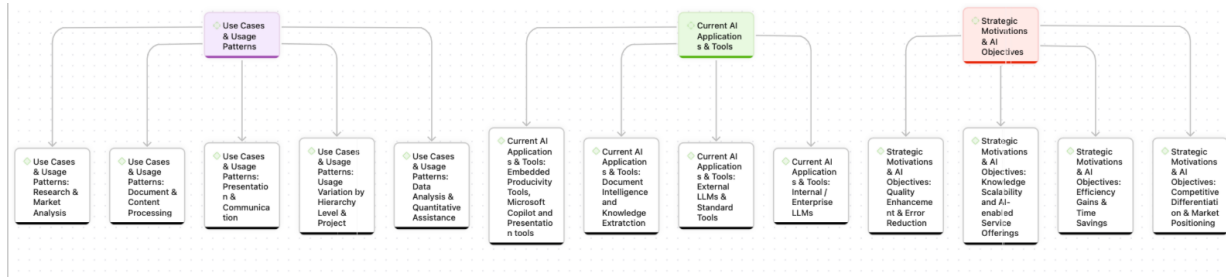 Use Cases
& Usage
Patterns
Current AI
Application
s & Tools
Strategic
Motivations
& AI
Objectives
Use Cases
& Usage
Patterns:
Research &
Market
Analysis
Use Cases
& Usage
Patterns:
Document &
Content
Processing
Use Cases
& Usage
Patterns:
Presentatio
n &
Communica
tion
Use Cases
& Usage
Patterns:
Usage
Variation by
Hierarchy
Level &
Project
Use Cases
& Usage
Patterns:
Data
Analysis &
Quantitative
Assistance
Current AI
Application
s & Tools:
Embedded
Producivity
Tools,
Microsoft
Copilot and
Presentatio
n tools
Current AI
Application
s & Tools:
Document
Intelligence
and
Knowledge
Extratction
Current AI
Application
s & Tools:
External
LLMs &
Standard
Tools
Current AI
Application
s & Tools:
Internal /
Enterprise
LLMs
Strategic
Motivations
& AI
Objectives:
Quality
Enhanceme
nt & Error
Reduction
Strategic
Motivations
& AI
Objectives:
Knowledge
Scalability
and AI-
enabled
Service
Offerings
Strategic
Motivations
& AI
Objectives:
Efficiency
Gains &
Time
Savings
Strategic
Motivations
& AI
Objectives:
Competitive
Differentiati
on & Market
Positioning